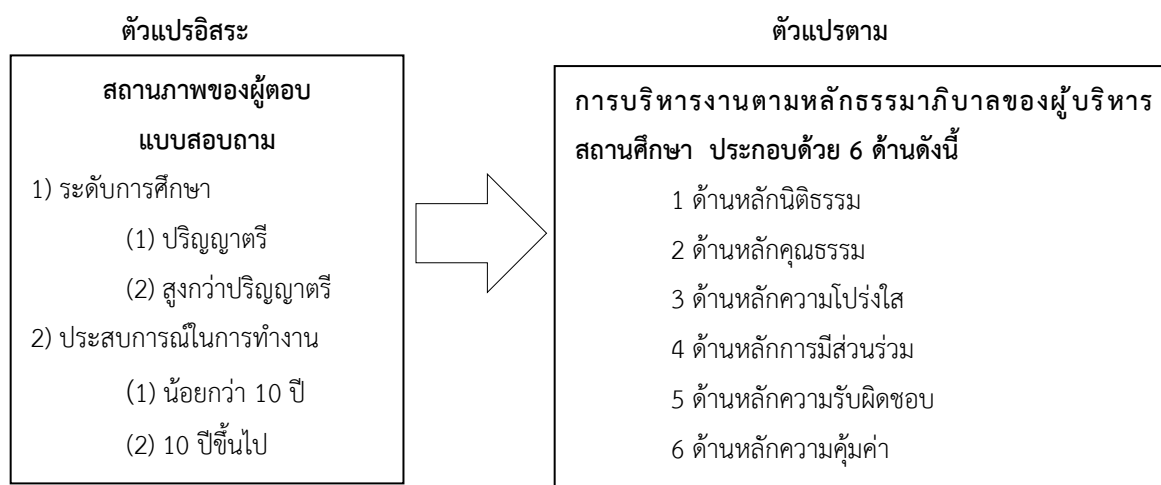 ตัวแปรอิสระ
สถานภาพของผู้ตอบ
แบบสอบถาม
1) ระดับการศึกษา
(1) ปริญญาตรี
(2) สูงกว่าปริญญาตรี
2) ประสบการณ์ในการทำงาน
(1) น้อยกว่า 10 ปี
(2) 10 ปีขึ้นไป
ตัวแปรตาม
การบริหารงานตามหลักธรรมาภิบาลของผู้บริหาร
สถานศึกษา ประกอบด้วย 6 ด้านดังนี้
1 ด้านหลักนิติธรรม
2 ด้านหลักคุณธรรม
3 ด้านหลักความโปร่งใส
4 ด้านหลักการมีส่วนร่วม
5 ด้านหลักความรับผิดชอบ
6 ด้านหลักความคุ้มค่า